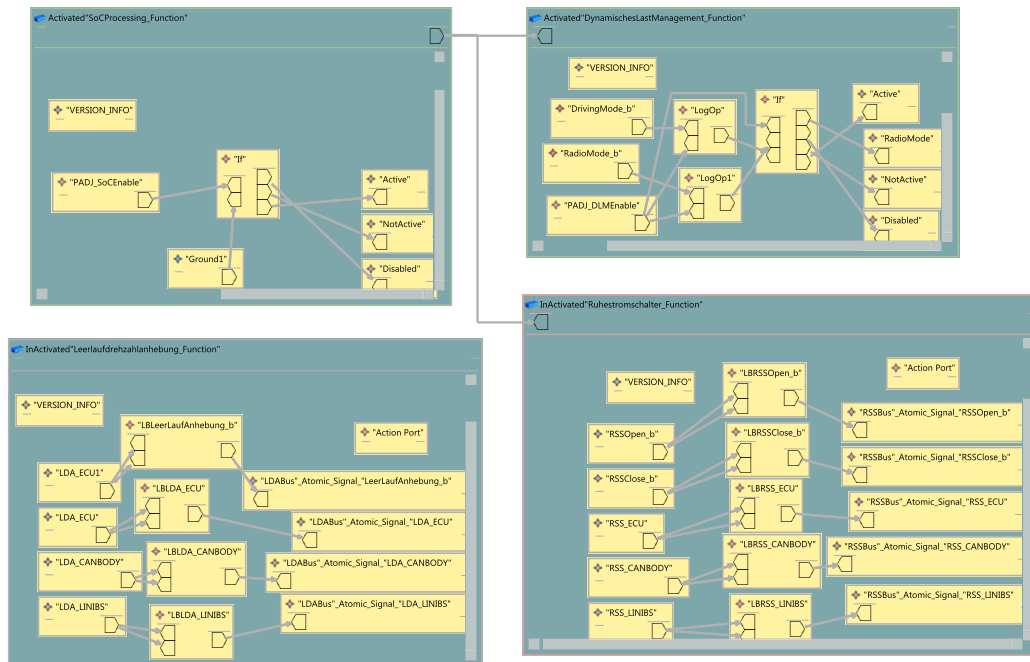 Activated"SoCProcessing_Function"
"VERSION_INFO"
"If"
"PADJ_SoCEnable"
"Active"
"NotActive"
"Ground1"
"Disabled"
Activated"DynamischesLastManagement_Function"
"VERSION_INFO"
"DrivingMode_b"
"LogOp"
"If"
"Active"
"RadioMode"
"RadioMode_b"
"LogOp1"
"NotActive"
"PADJ_DLMEnable"
"Disabled"
InActivated"Leerlaufdrehzahlanhebung_Function"
"VERSION_INFO"
"LBLeerLaufAnhebung_b"
"Action Port"
"LDA_ECU1"
"LBLDA_ECU"
"LDABus"_Atomic_Signal_"LeerLaufAnhebung_b"
"LDA_ECU"
"LDABus"_Atomic_Signal_"LDA_ECU"
"LDA_CANBODY"
"LBLDA_CANBODY"
"LDABus"_Atomic_Signal_"LDA_CANBODY"
"LDA_LINIBS"
"LBLDA_LINIBS"
"LDABus"_Atomic_Signal_"LDA_LINIBS"
InActivated"Ruhestromschalter_Function"
"VERSION_INFO"
"LBRSSOpen_b"
"Action Port"
"RSSOpen_b"
"LBRSSClose_b"
"RSSBus"_Atomic_Signal_"RSSOpen_b"
"RSSClose_b"
"RSSBus"_Atomic_Signal_"RSSClose_b"
"LBRSS_ECU"
"RSS_ECU"
"RSSBus"_Atomic_Signal_"RSS_ECU"
"RSS_CANBODY"
"LBRSS_CANBODY"
"RSSBus"_Atomic_Signal_"RSS_CANBODY"
"RSS_LINIBS"
"LBRSS_LINIBS"
"RSSBus"_Atomic_Signal_"RSS_LINIBS"